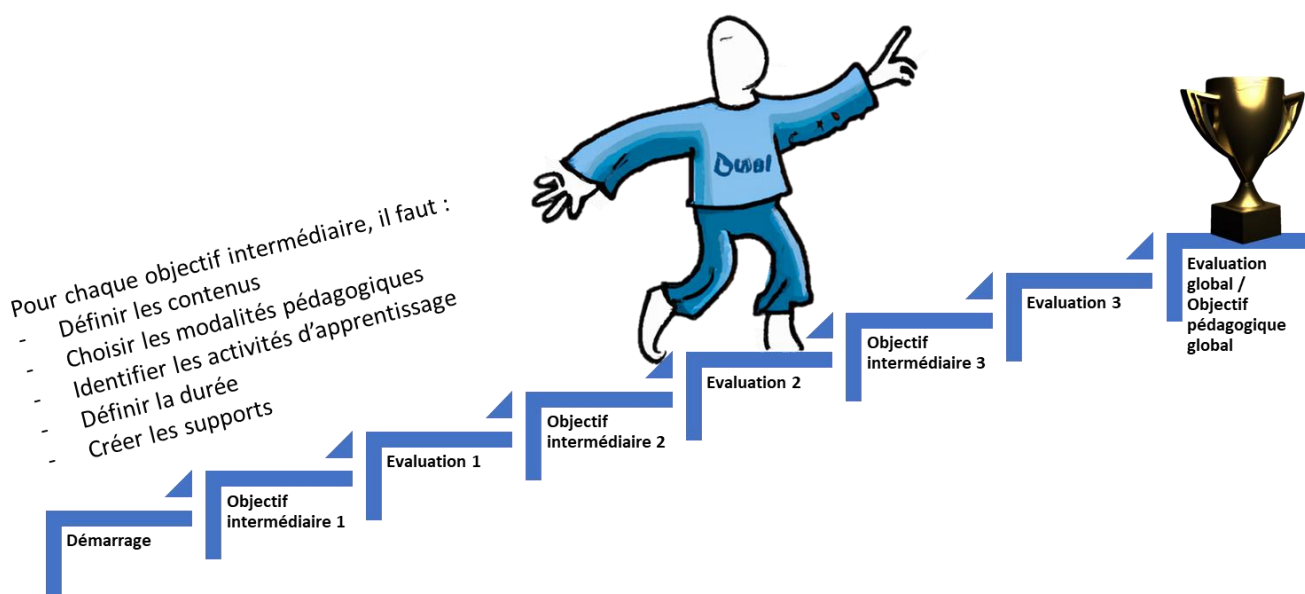 Pour chaque objectif intermédiaire, il faut :
- Définir les contenus
- Choisir les modalités pédagogiques
- Identifier les activités d'apprentissage
- Définir la durée
- Créer les supports
Démarrage
Objectif
intermédiaire 1
Evaluation 1
Objectif
intermédiaire 2
Evaluation 2
Objectif
intermédiaire 3
Evaluation 3
Evaluation
global /
Objectif
pédagogique
global